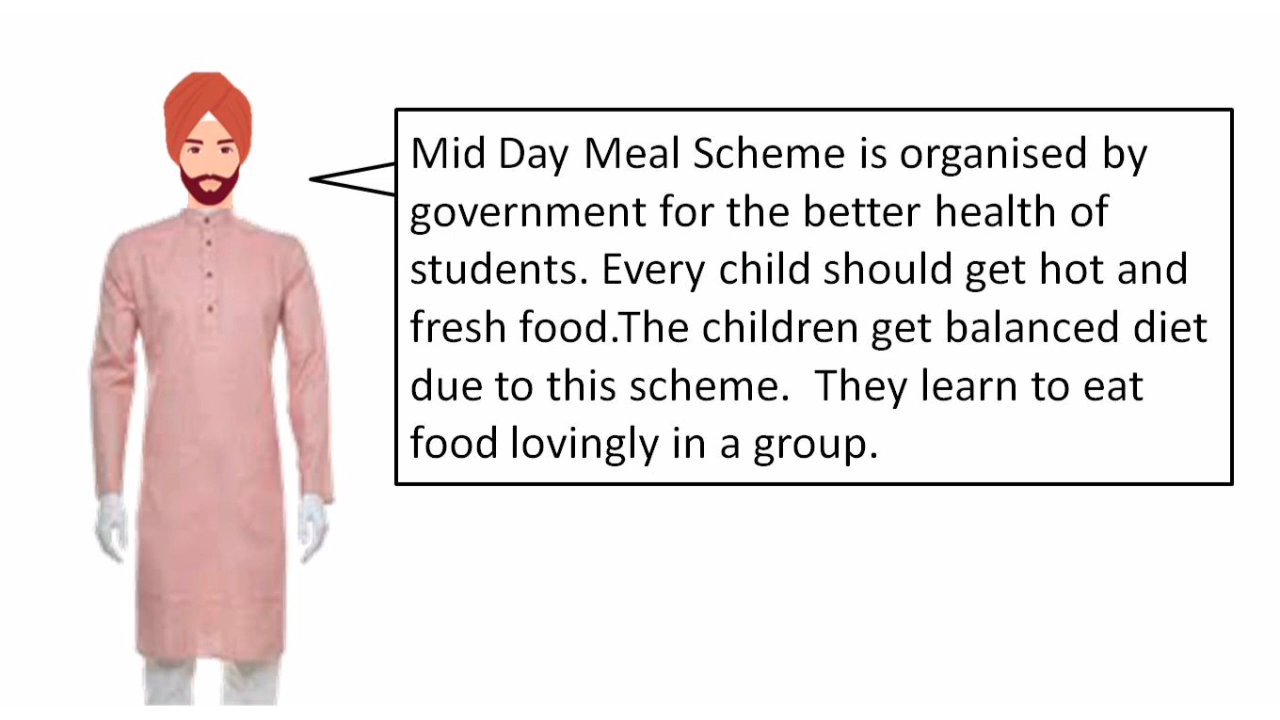 Mid Day Meal Scheme is organised by
government for the better health of
students. Every child should get hot and
fresh food.The children get balanced diet
due to this scheme.  They learn to eat
food lovingly in a group.